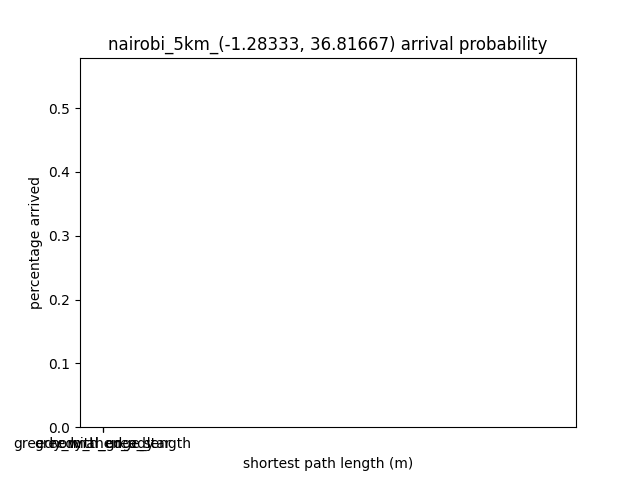 nairobi_5km_(-1.28333, 36.81667) arrival probability
percentage arrived
0.5
0.4
0.3
0.2
0.1
0.0
shortest path length (m)